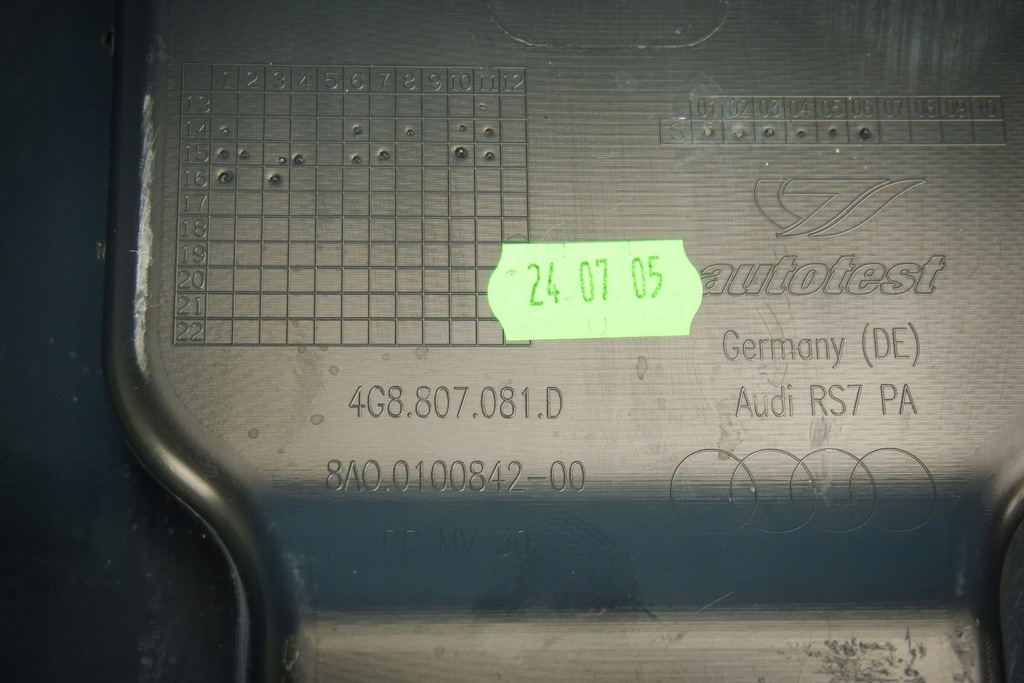 1 2 3 4 5 6 7 8 9 10 11 12
13
14
15
16
17
18
19
20
21
22
01 02 03 04 05 06 07 08 09 10
S
24 07 05
autotest
Germany (DE)
Audi RS7 PA
4G8.807.081.D
8A0.0100842-00
PP MV 30